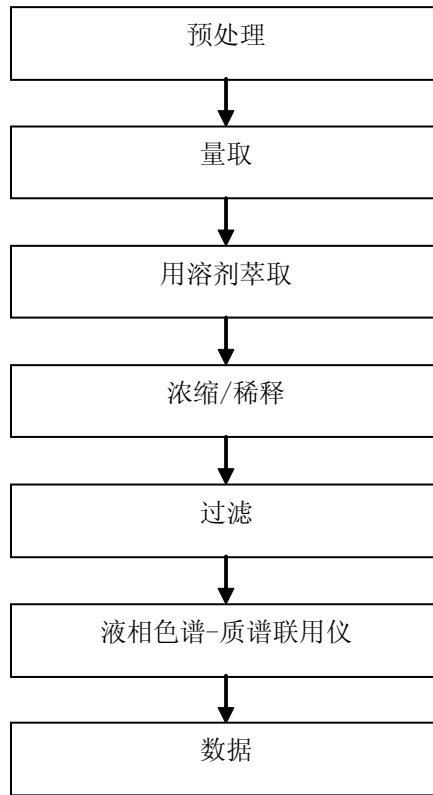 预处理
量取
用溶剂萃取
浓缩/稀释
过滤
液相色谱-质谱联用仪
数据